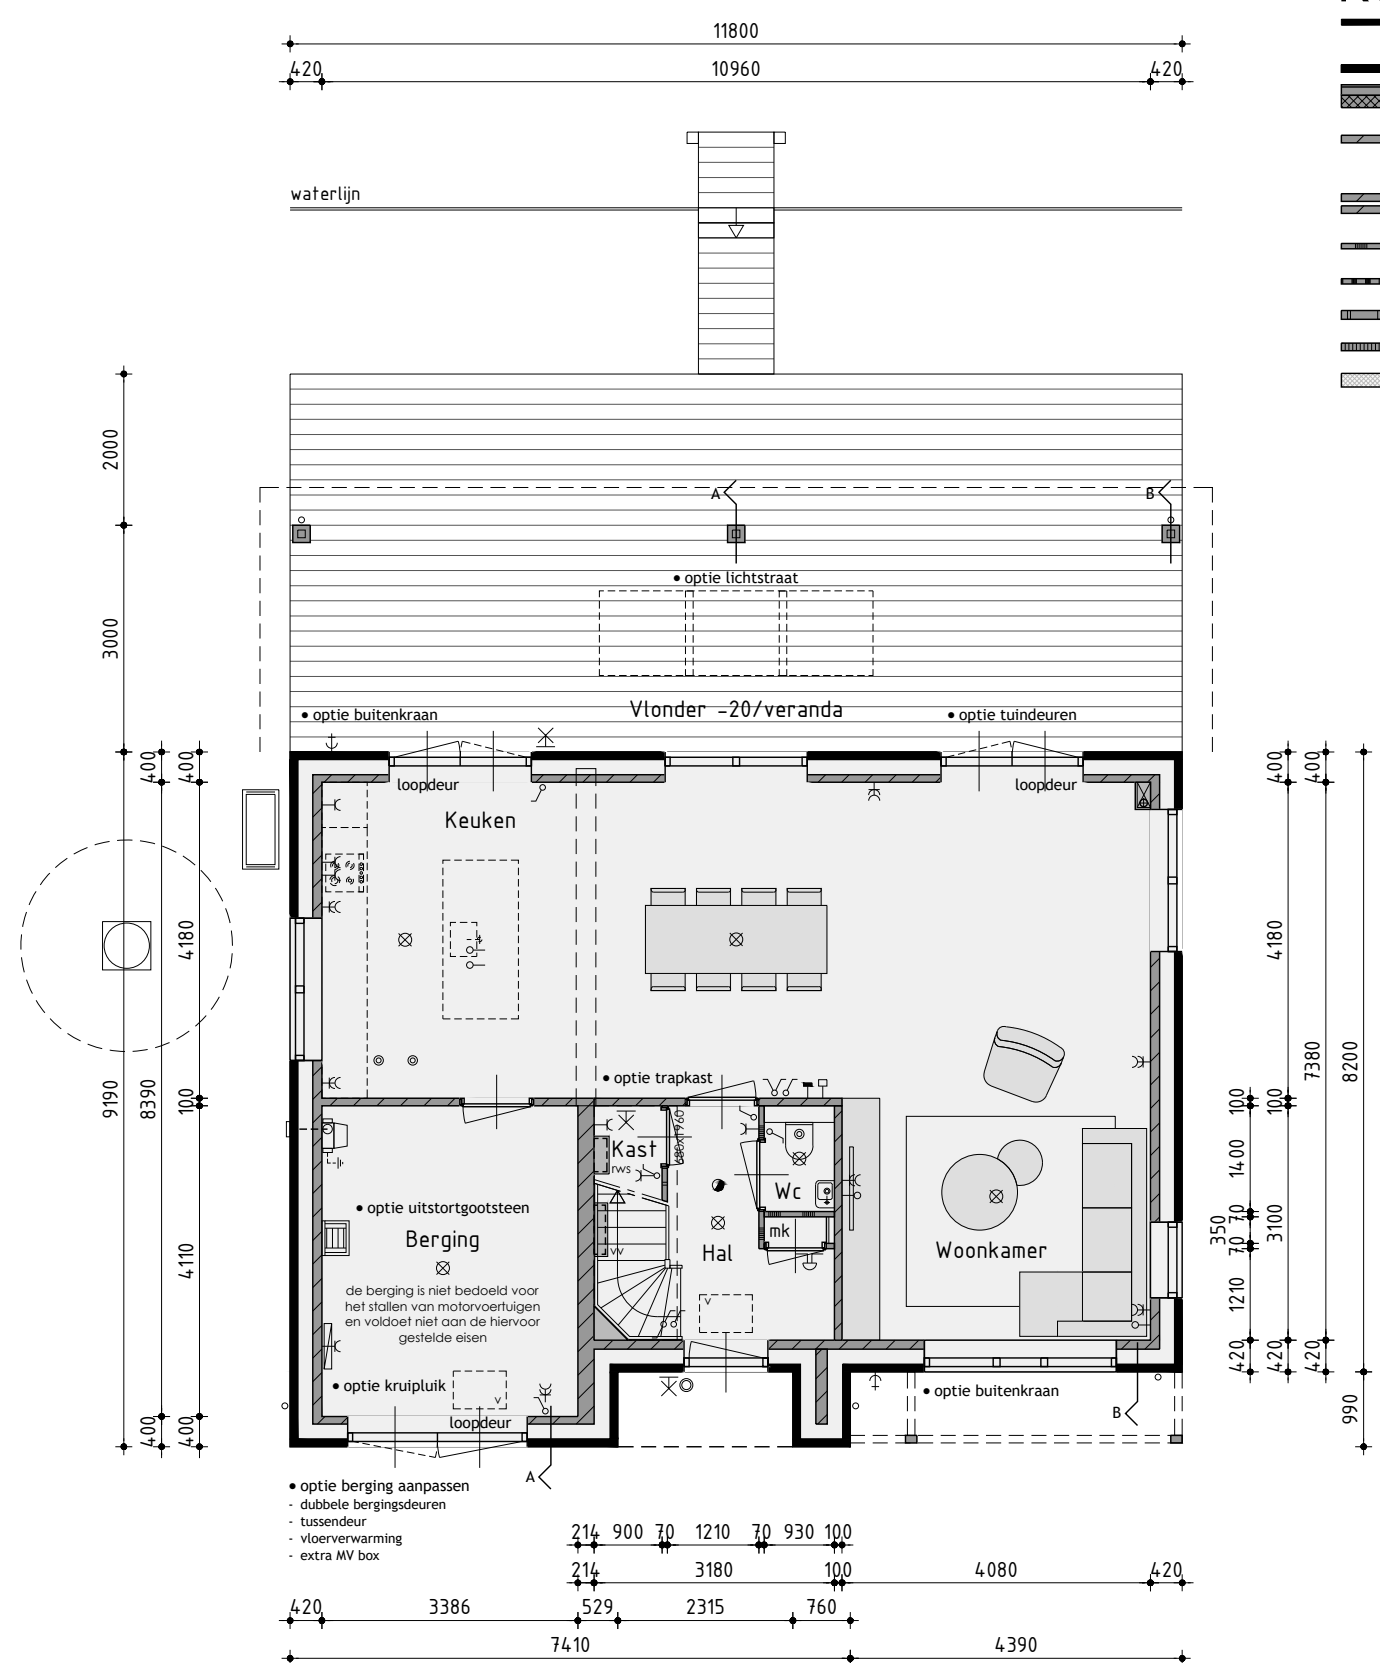 11800
420 10960 420
waterlijn
2000
A B
• optie lichtstraat
3000
Vlonder -20/veranda
• optie buitenkraan
• optie tuindeuren
400 400
loopdeur
loopdeur
400 400
Keuken
4180
4180
7380
8200
9190
8390
100
• optie trapkast
100
100
680x1960
Kast
rws
1400
Wc
• optie uitstortgootsteen
Berging
vv
Hal
mk
Woonkamer
70
350
70
3100
4110
de berging is niet bedoeld voor
het stallen van motorvoertuigen
en voldoet niet aan de hiervoor
gestelde eisen
v
1210
420
420
420
• optie kruipluik
v
• optie buitenkraan
loopdeur
B
990
400 400
A
• optie berging aanpassen
- dubbele bergingsdeuren
- tussendeur
- vloerverwarming
- extra MV box
214 900 70 1210 70 930 100
214 3180 100 4080 420
420 3386 529 2315 760
7410 4390